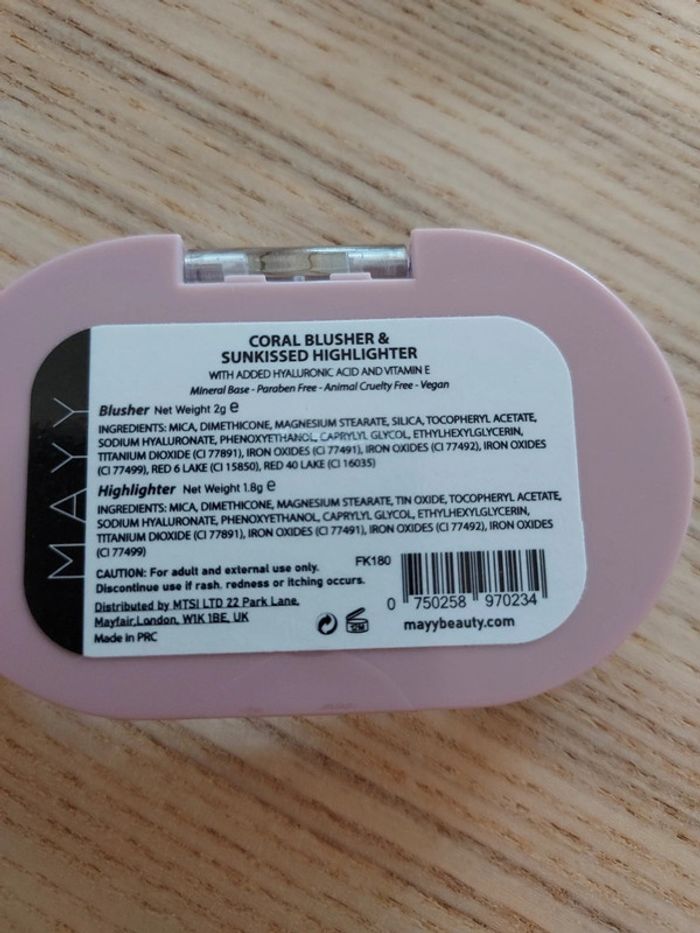 MAYY
CORAL BLUSHER &
SUNKISSED HIGHLIGHTER
WITH ADDED HYALURONIC ACID AND VITAMIN E
Mineral Base - Paraben Free - Animal Cruelty Free - Vegan
Blusher Net Weight 2g ℮
INGREDIENTS: MICA, DIMETHICONE, MAGNESIUM STEARATE, SILICA, TOCOPHERYL ACETATE,
SODIUM HYALURONATE, PHENOXYETHANOL, CAPRYLYL GLYCOL, ETHYLHEXYLGLYCERIN,
TITANIUM DIOXIDE (CI 77891), IRON OXIDES (CI 77491), IRON OXIDES (CI 77492), IRON OXIDES
(CI 77499), RED 6 LAKE (CI 15850), RED 40 LAKE (CI 16035)
Highlighter Net Weight 1.8g ℮
INGREDIENTS: MICA, DIMETHICONE, MAGNESIUM STEARATE, TIN OXIDE, TOCOPHERYL ACETATE,
SODIUM HYALURONATE, PHENOXYETHANOL, CAPRYLYL GLYCOL, ETHYLHEXYLGLYCERIN,
TITANIUM DIOXIDE (CI 77891), IRON OXIDES (CI 77491), IRON OXIDES (CI 77492), IRON OXIDES
(CI 77499)
CAUTION: For adult and external use only.
Discontinue use if rash. redness or itching occurs.
Distributed by MTSI LTD 22 Park Lane,
Mayfair,London, W1K 1BE, UK
Made in PRC
FK180
0 750258 970234
12M
mayybeauty.com